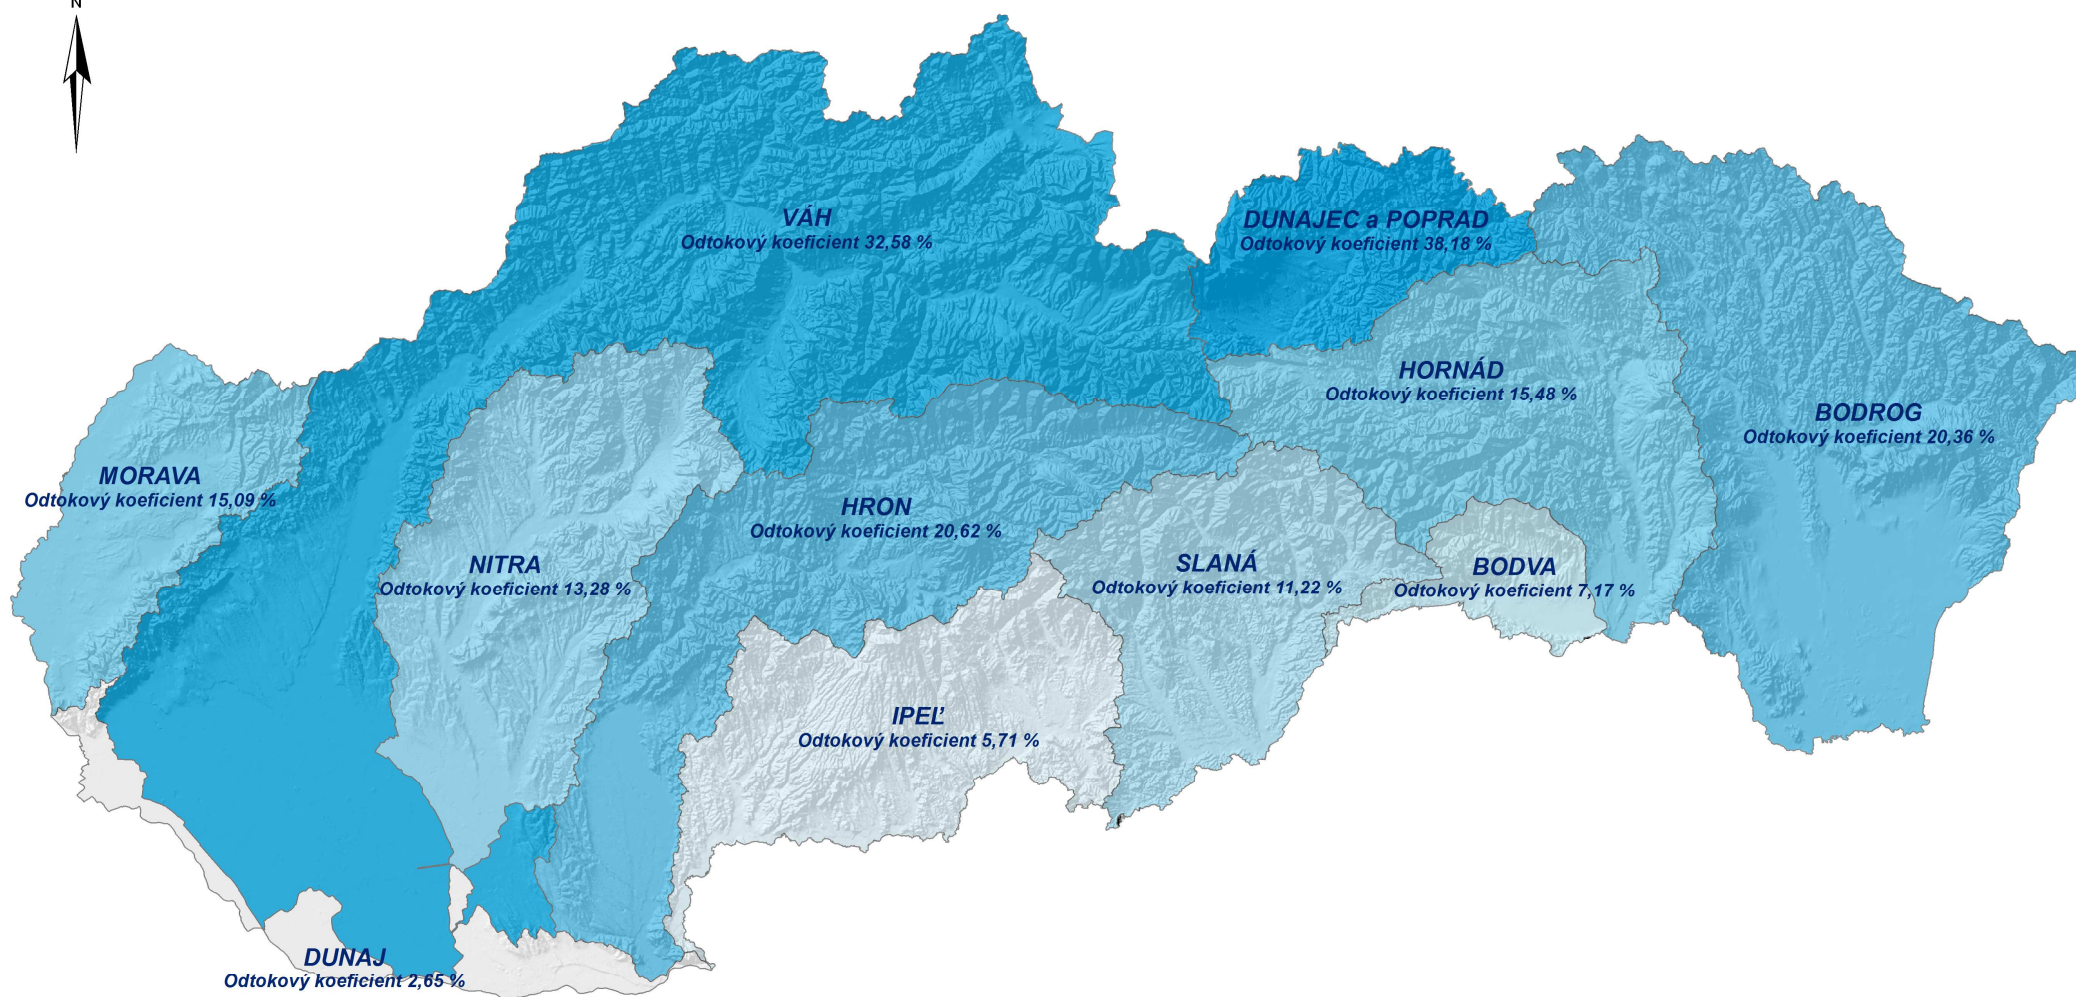 N
VÁH
Odtokový koeficient 32,58 %
DUNAJEC a POPRAD
Odtokový koeficient 38,18 %
HORNÁD
Odtokový koeficient 15,48 %
BODROG
Odtokový koeficient 20,36 %
MORAVA
Odtokový koeficient 15,09 %
HRON
Odtokový koeficient 20,62 %
NITRA
Odtokový koeficient 13,28 %
SLANÁ
Odtokový koeficient 11,22 %
BODVA
Odtokový koeficient 7,17 %
IPEĽ
Odtokový koeficient 5,71 %
DUNAJ
Odtokový koeficient 2,65 %